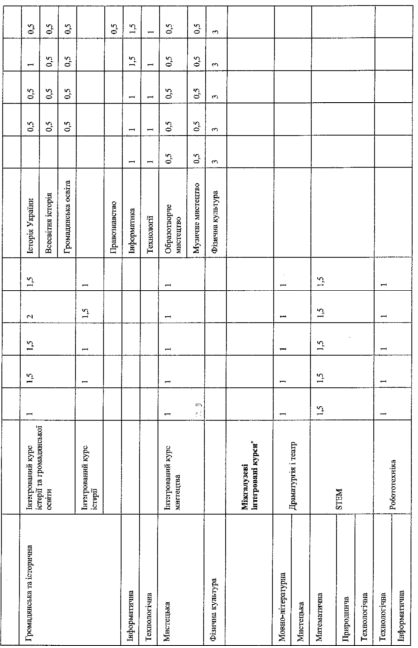 Громадянська та історична
Інтегрований курс
історії та громадянської
освіти
1 1,5 1,5 2 1,5
Історія України
0,5 0,5 1 0,5
Всесвітня історія
0,5 0,5 0,5 0,5
Громадянська освіта
0,5 0,5 0,5 0,5
Інтегрований курс
історії
1 1 1,5 1
Правознавство
0,5
Інформатична
Інформатика
1 1 1 1,5 1,5
Технологічна
Технології
1 1 1 1 1
Мистецька
Інтегрований курс
мистецтва
1 1 1 1 1
Образотворче
мистецтво
0,5 0,5 0,5 0,5 0,5
Музичне мистецтво
0,5 0,5 0,5 0,5 0,5
Фізична культура
Фізична культура
3 3 3 3 3
Міжгалузеві
інтегровані курси*
Мовно-літературна
Драматургія і театр
1 1 1 1
Мистецька
Математична
STEM
1,5 1,5 1,5 1,5 1,5
Природнича
Технологічна
Технологічна
Робототехніка
1 1 1 1 1
Інформатична